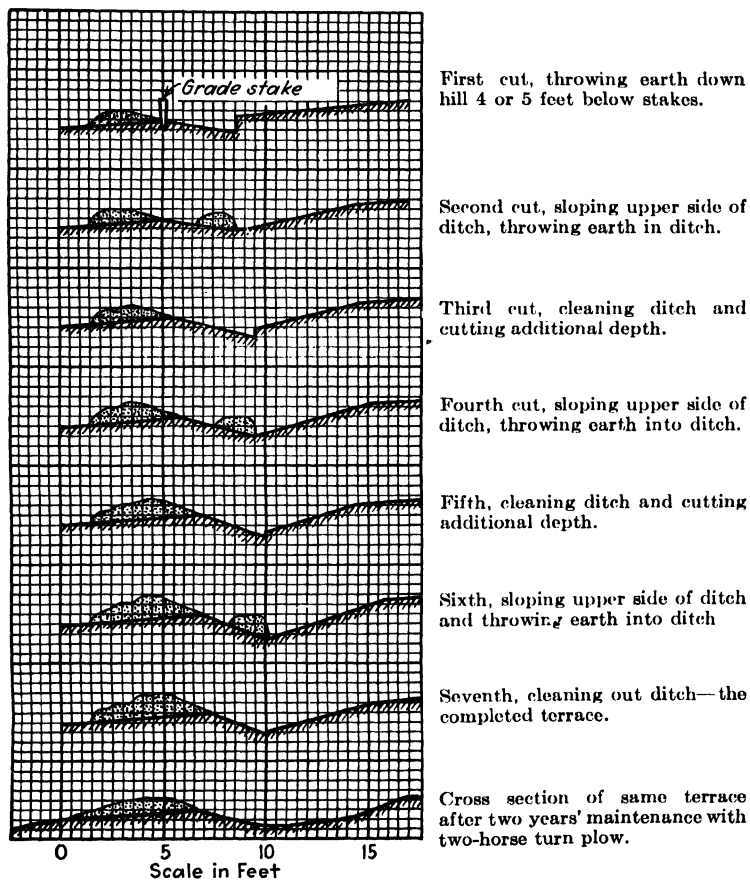 Grade stake
First cut, throwing earth down
hill 4 or 5 feet below stakes.
Second cut, sloping upper side of
ditch, throwing earth in ditch.
Third cut, cleaning ditch and
cutting additional depth.
Fourth cut, sloping upper side of
ditch, throwing earth into ditch.
Fifth, cleaning ditch and cutting
additional depth.
Sixth, sloping upper side of ditch
and throwing earth into ditch
Seventh, cleaning out ditch—the
completed terrace.
Cross section of same terrace
after two years' maintenance with
two-horse turn plow.
0 5 10 15
Scale in Feet